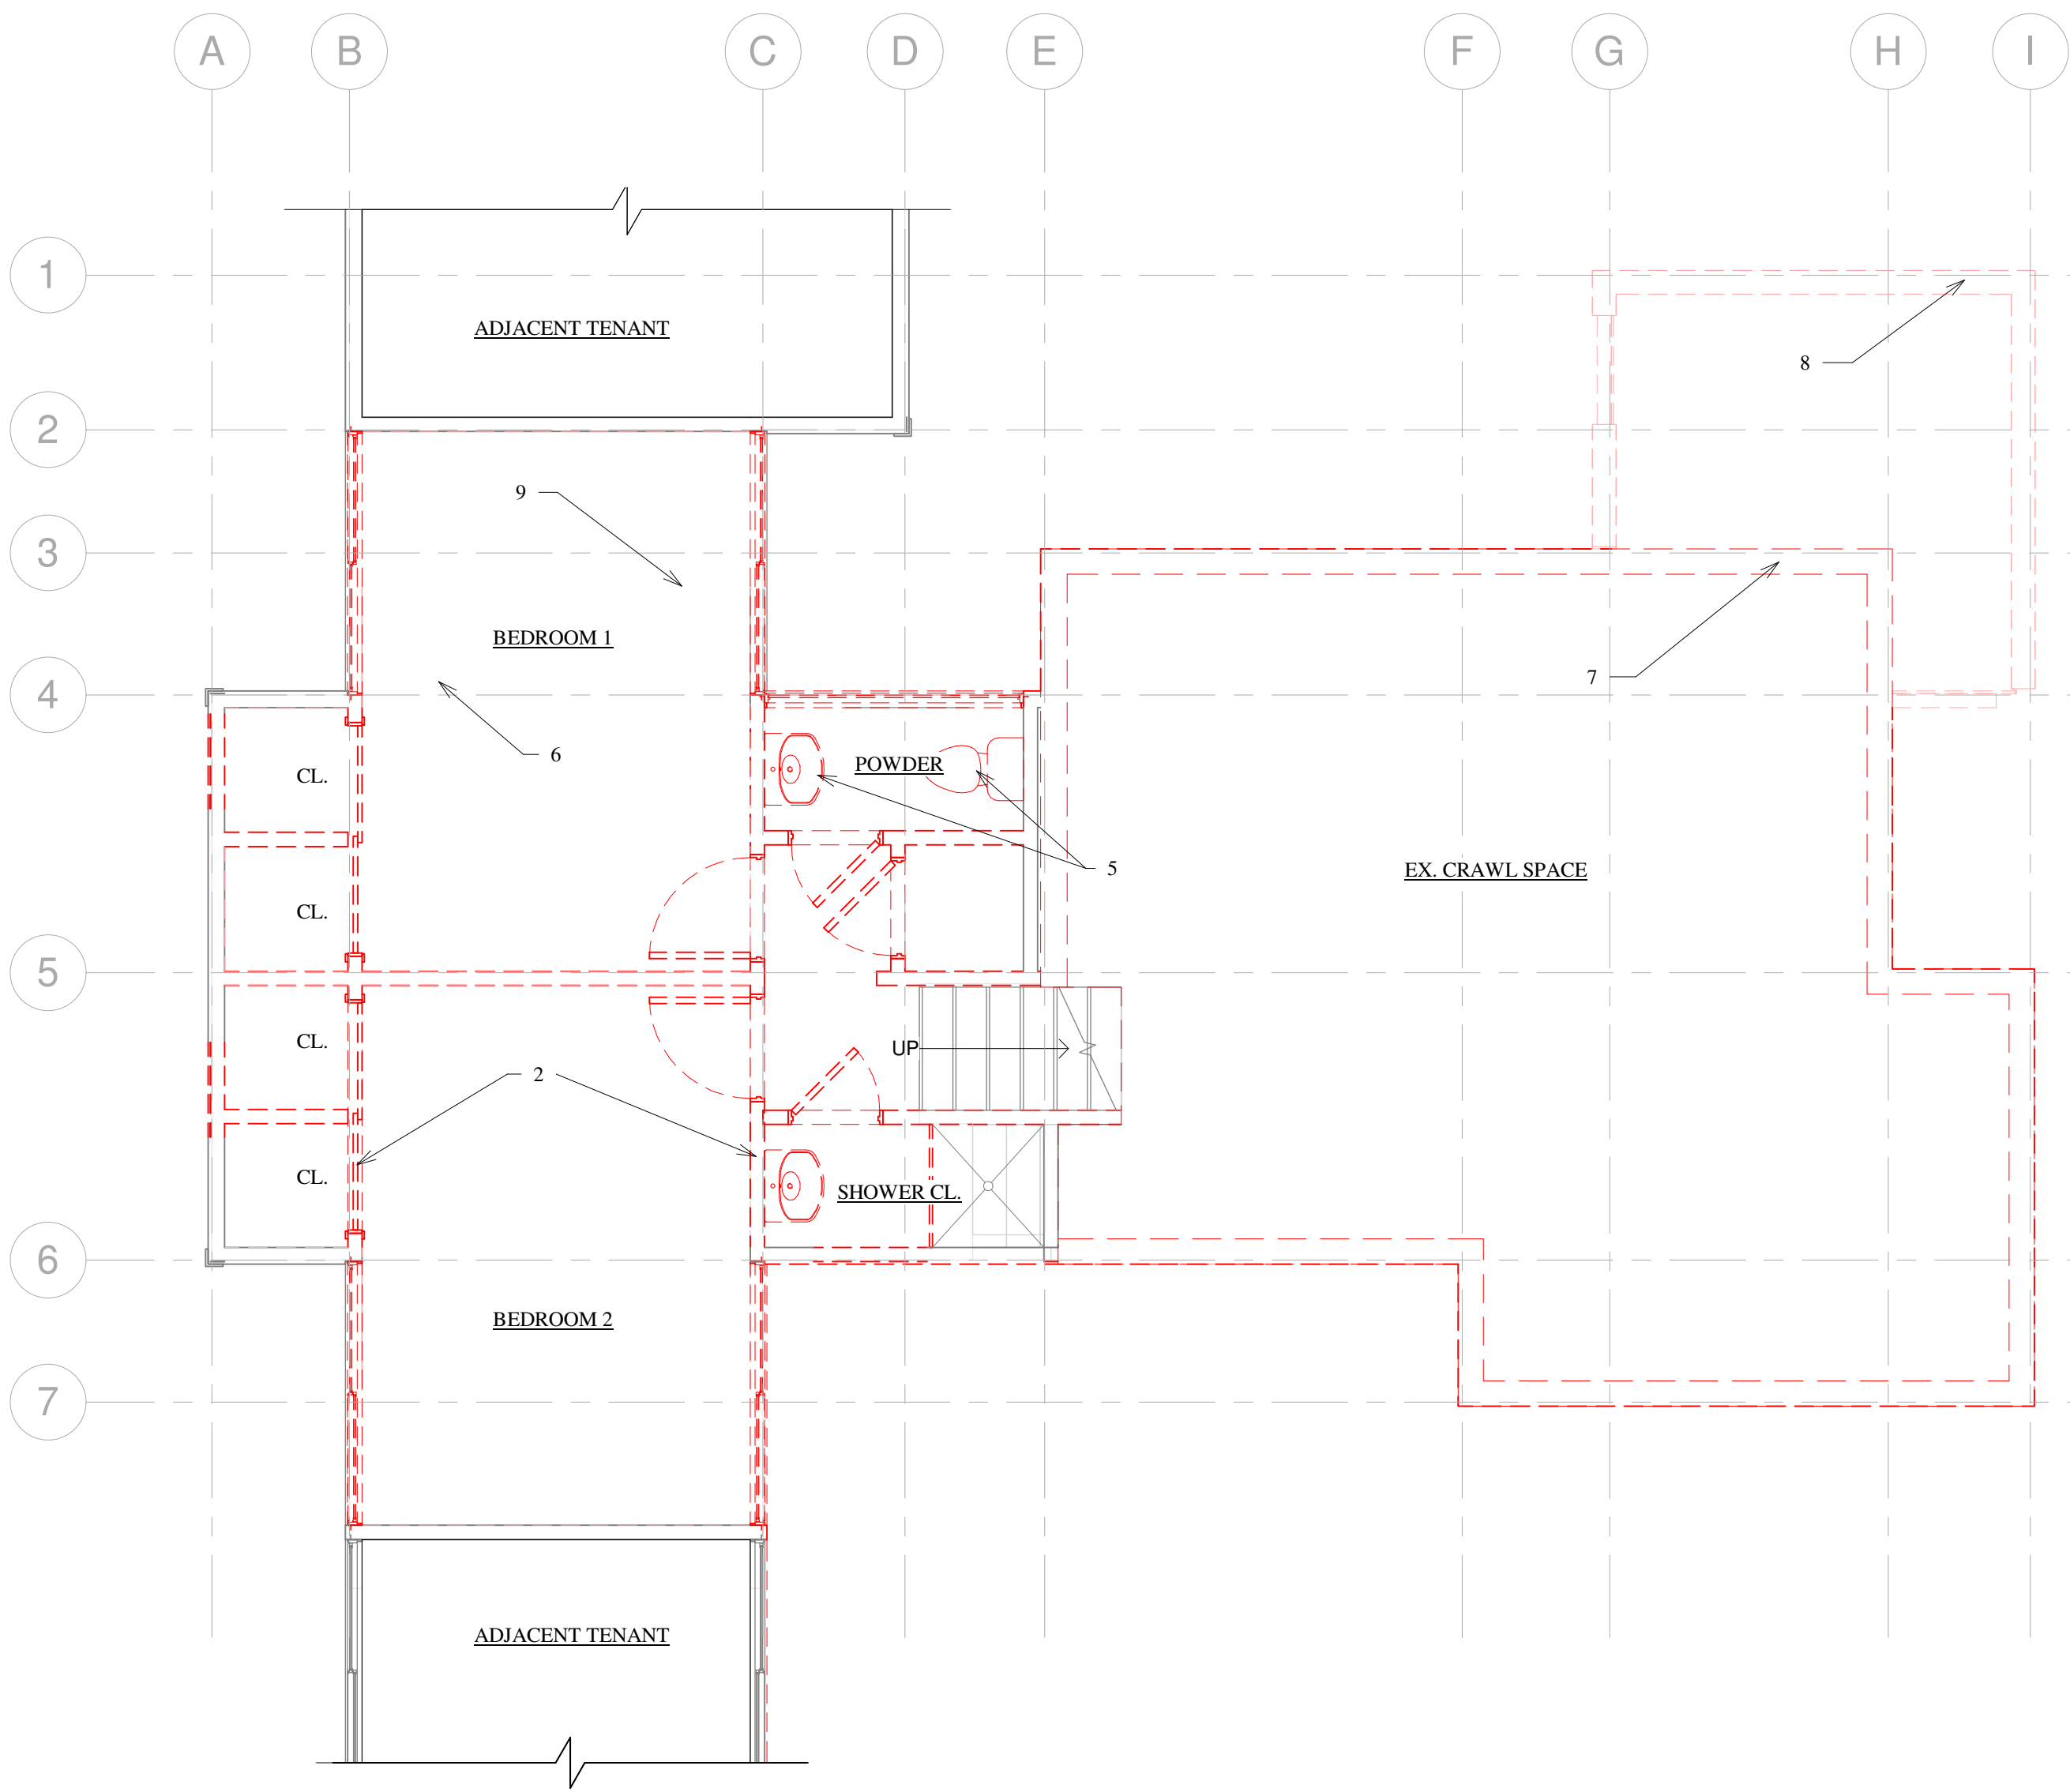 A B C D E F G H I
1
ADJACENT TENANT
8
2
9
3
BEDROOM 1
7
4
6
POWDER
CL.
5
EX. CRAWL SPACE
CL.
5
UP
CL.
2
CL.
SHOWER CL.
6
BEDROOM 2
7
ADJACENT TENANT